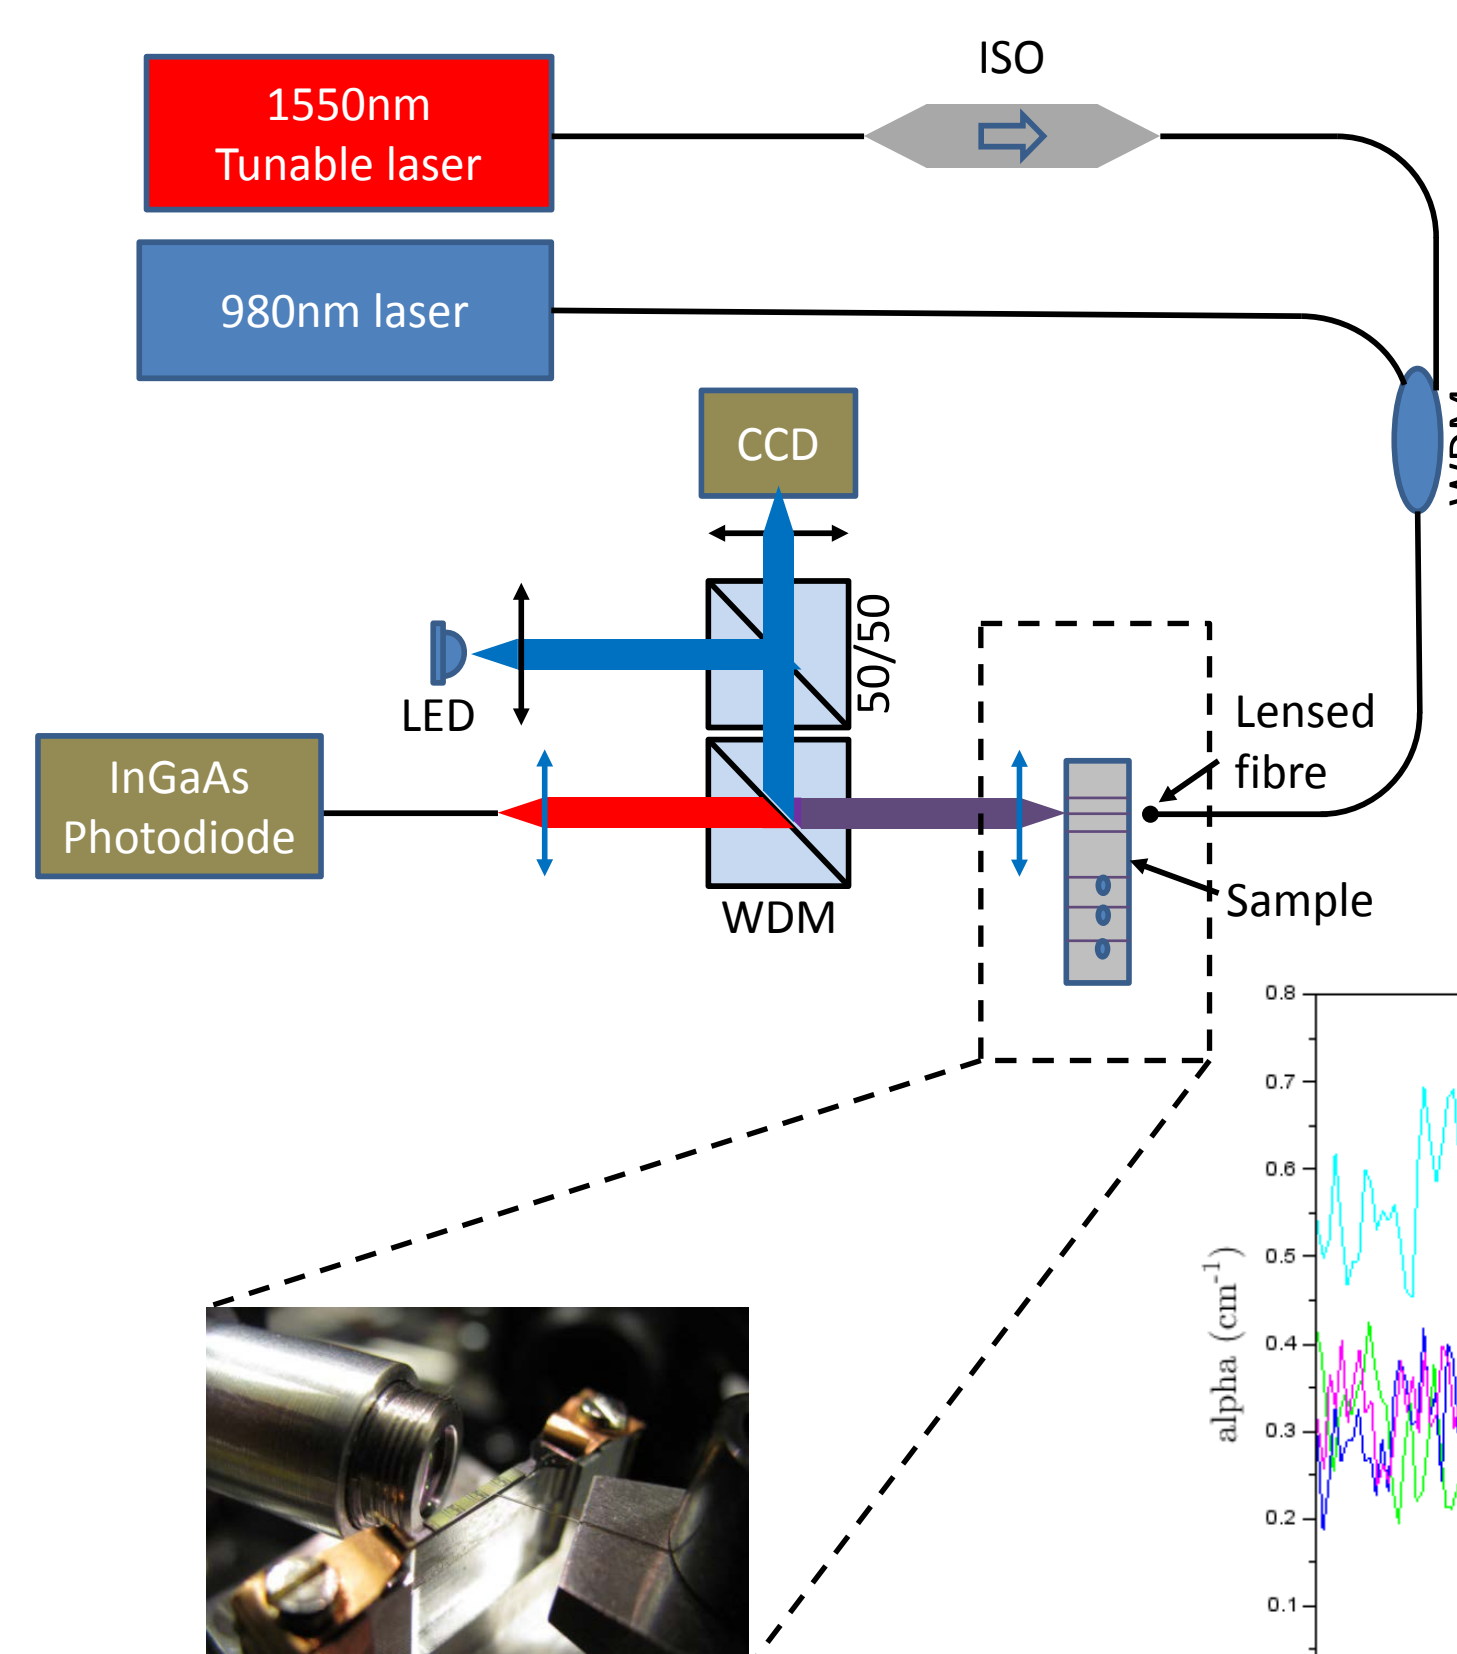 ISO
1550nm
Tunable laser
980nm laser
WDM
CCD
50/50
LED
Lensed
fibre
InGaAs
Photodiode
WDM
Sample
0.8
0.7
0.6
0.5
0.4
0.3
0.2
0.1
alpha (cm⁻¹)